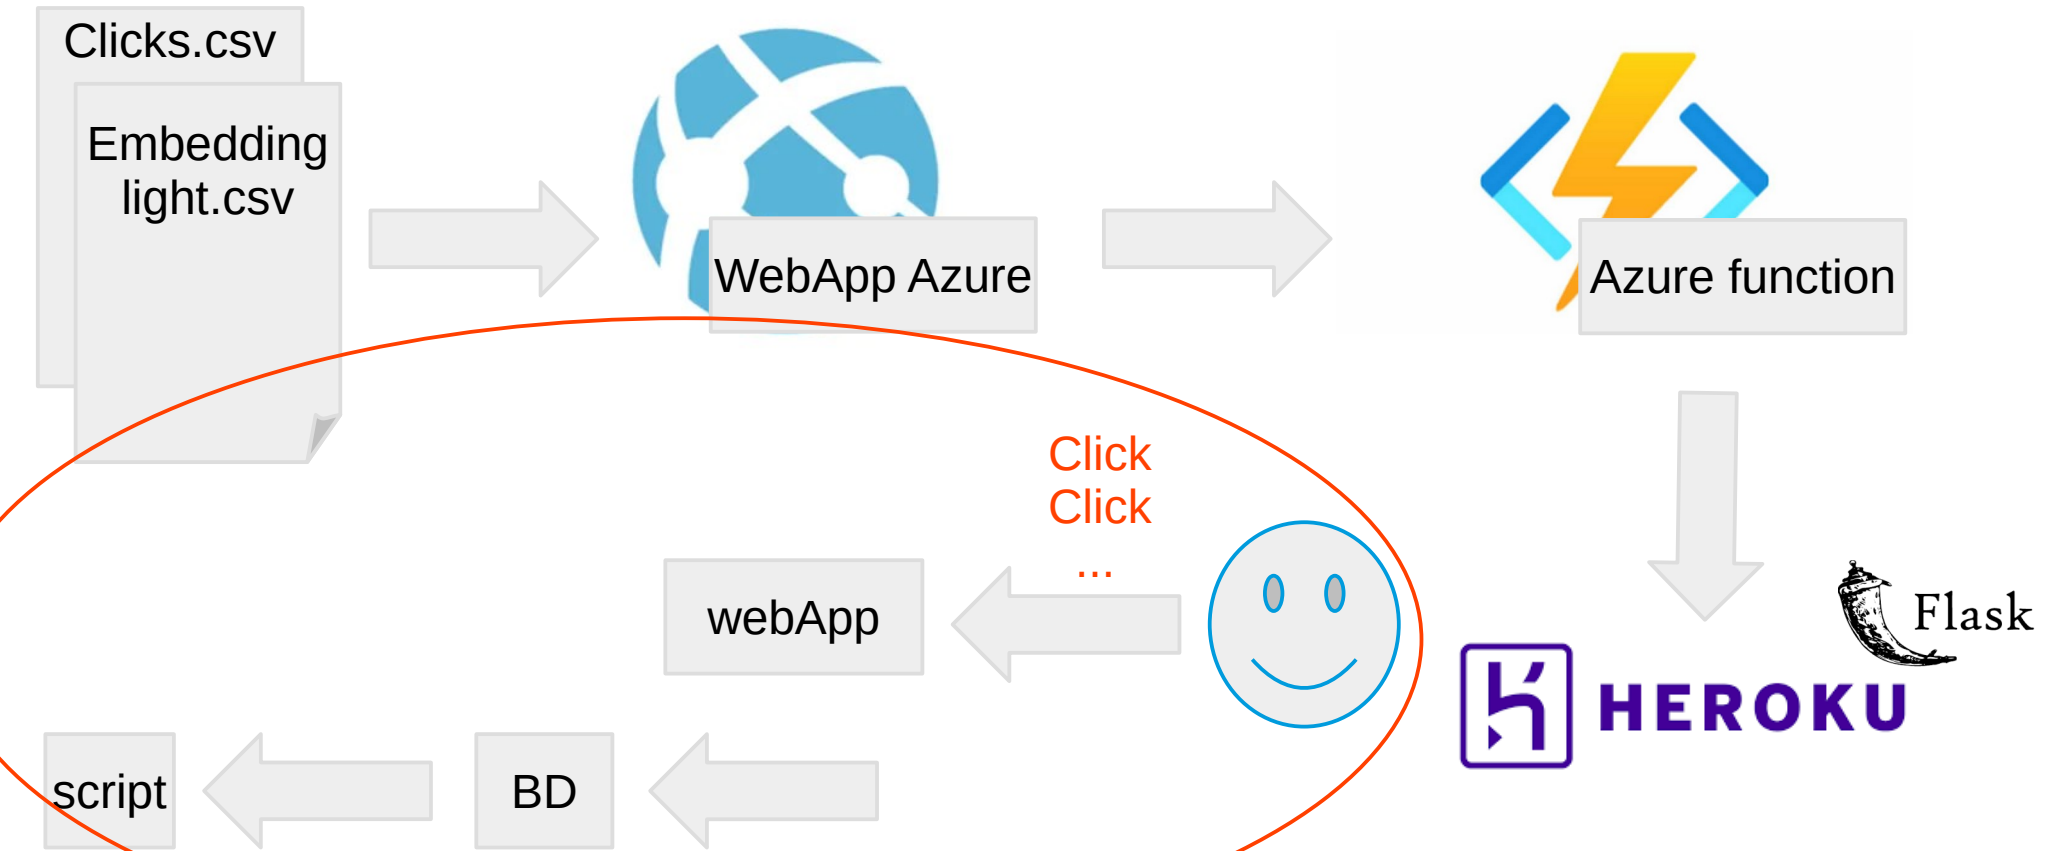 Clicks.csv
Embedding
light.csv
WebApp Azure
Azure function
Click
Click
...
webApp
Flask
HEROKU
script
BD